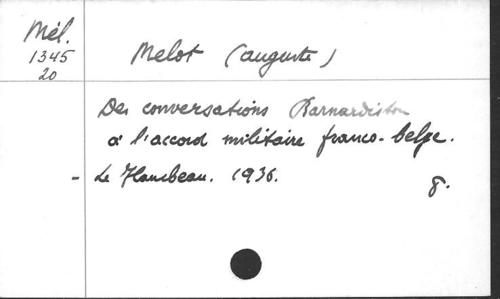 Mél.
1345
20
Melot (auguste)
Des conversations Barnardiston
à l'accord militaire franco-belge.
- Le Flambeau. 1936.
8.